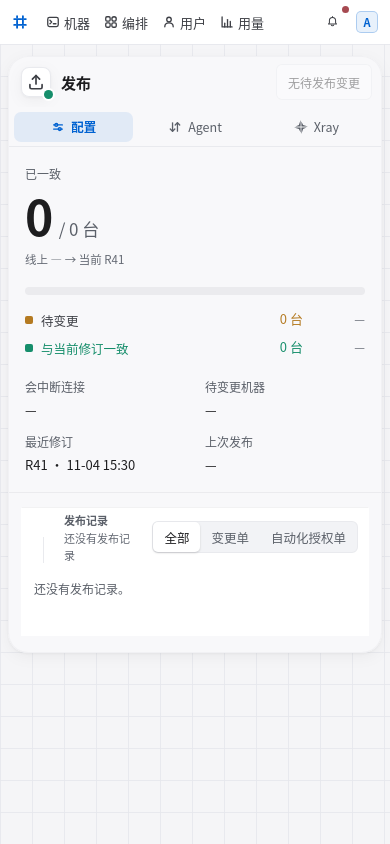 机器 编排 用户 用量 A
发布 无待发布变更
配置 Agent Xray
已一致
0 / 0 台
线上 — → 当前 R41
待变更 0 台 —
与当前修订一致 0 台 —
会中断连接 待变更机器
— —
最近修订 上次发布
R41 · 11-04 15:30 —
发布记录
还没有发布记录
全部 变更单 自动化授权单
还没有发布记录。